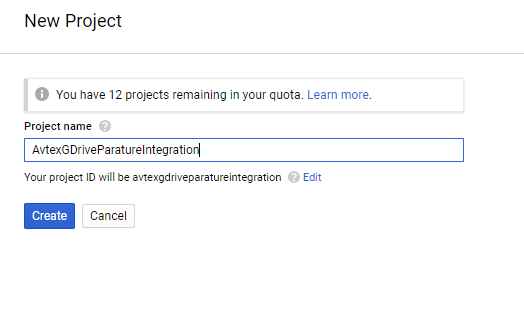 New Project
You have 12 projects remaining in your quota. Learn more.
Project name
AvtexGDriveParatureIntegration
Your project ID will be avtexgdriveparatureintegration Edit
Create Cancel